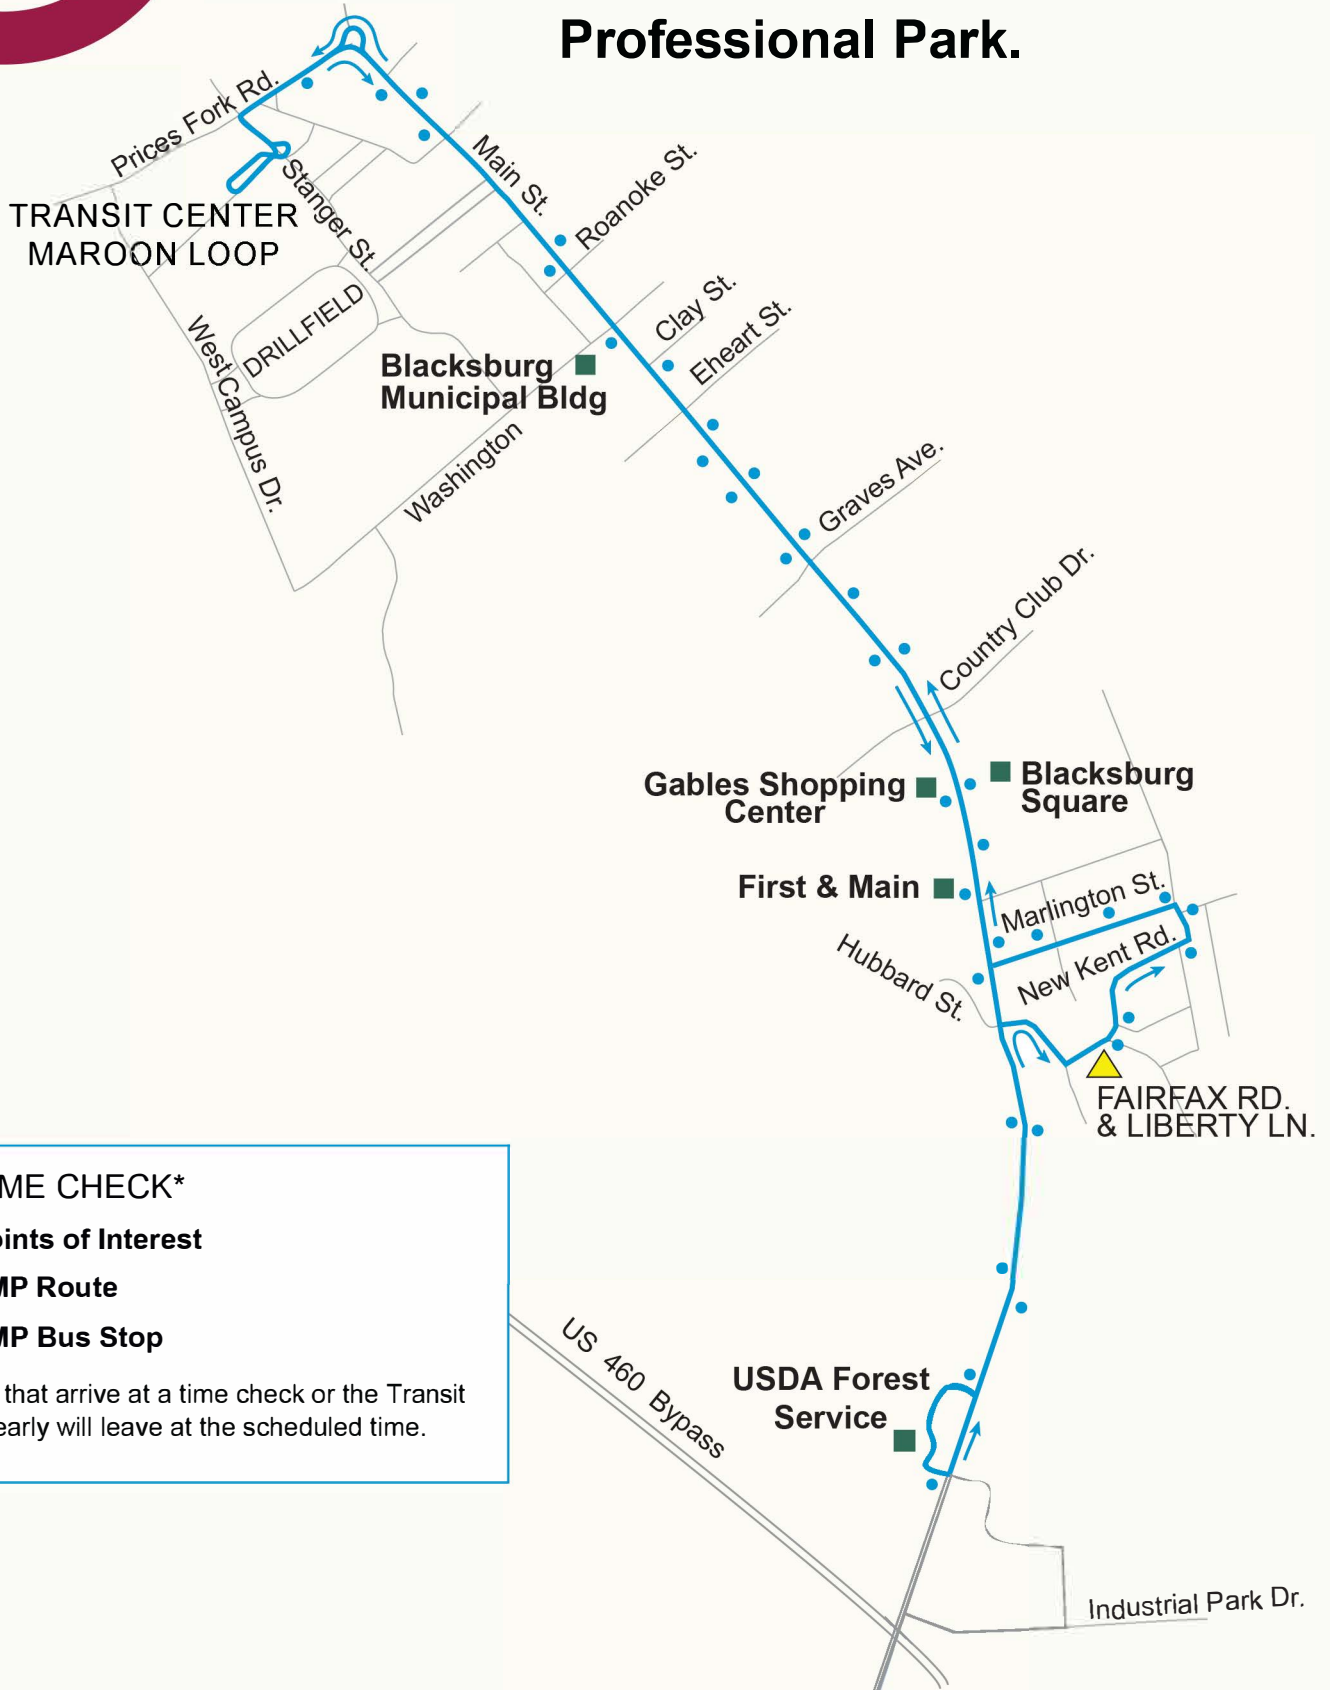 Professional Park.
Prices Fork Rd.
TRANSIT CENTER
MAROON LOOP
Stanger St.
Main St.
Roanoke St.
DRILLFIELD
West Campus Dr.
Clay St.
Eheart St.
Blacksburg
Municipal Bldg
Washington
Graves Ave.
Country Club Dr.
Gables Shopping
Center
Blacksburg
Square
First & Main
Marlington St.
New Kent Rd.
Hubbard St.
FAIRFAX RD.
& LIBERTY LN.
ME CHECK*
oints of Interest
MP Route
MP Bus Stop
that arrive at a time check or the Transit
early will leave at the scheduled time.
US 460 Bypass
USDA Forest
Service
Industrial Park Dr.